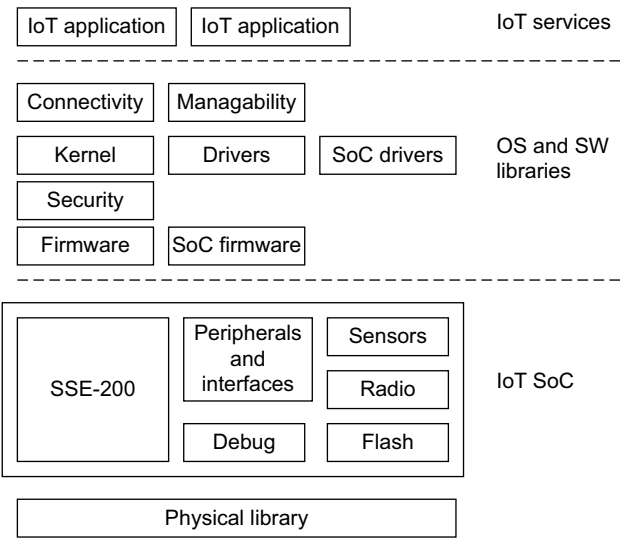 IoT application IoT application IoT services
Connectivity Managability
Kernel Drivers SoC drivers OS and SW
libraries
Security
Firmware SoC firmware
SSE-200
Peripherals
and
interfaces
Sensors
Radio
Debug Flash
IoT SoC
Physical library